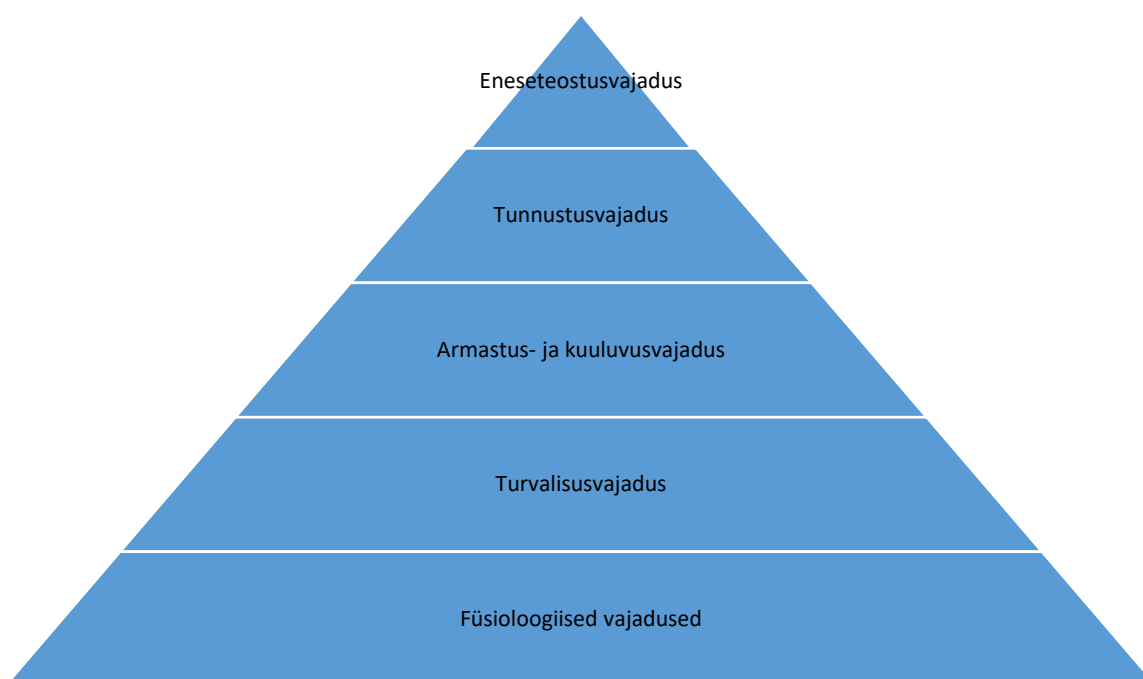 Eneseteostusvajadus
Tunnustusvajadus
Armastus- ja kuuluvusvajadus
Turvalisusvajadus
Füsioloogiised vajadused